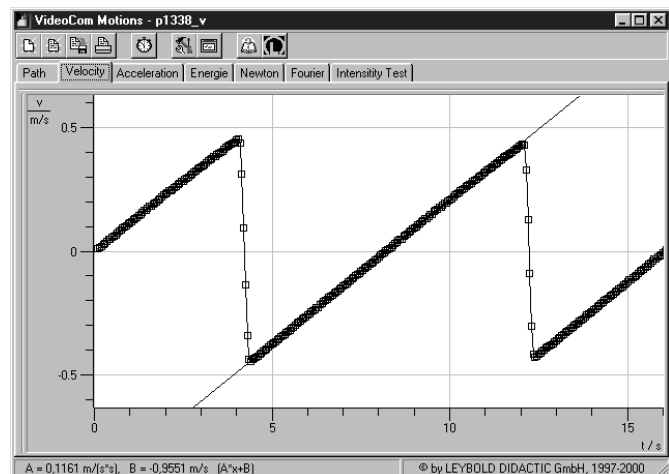 VideoCom Motions - p1338_v
Path Velocity Acceleration Energie Newton Fourier Intensitity Test
v
m/s
0.5
0
-0.5
0 5 10 15
t / s
A = 0,1161 m/(s*s), B = -0,9551 m/s (A*x+B) © by LEYBOLD DIDACTIC GmbH, 1997-2000